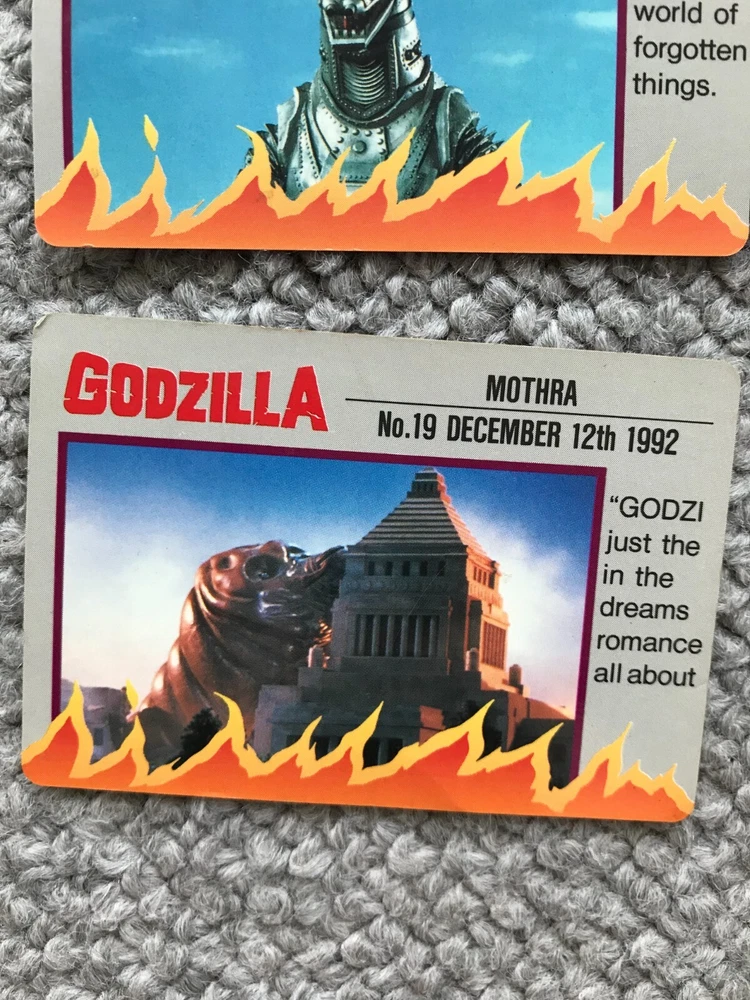 world of
forgotten
things.
GODZILLA
MOTHRA
No.19 DECEMBER 12th 1992
“GODZI
just the
in the
dreams
romance
all about